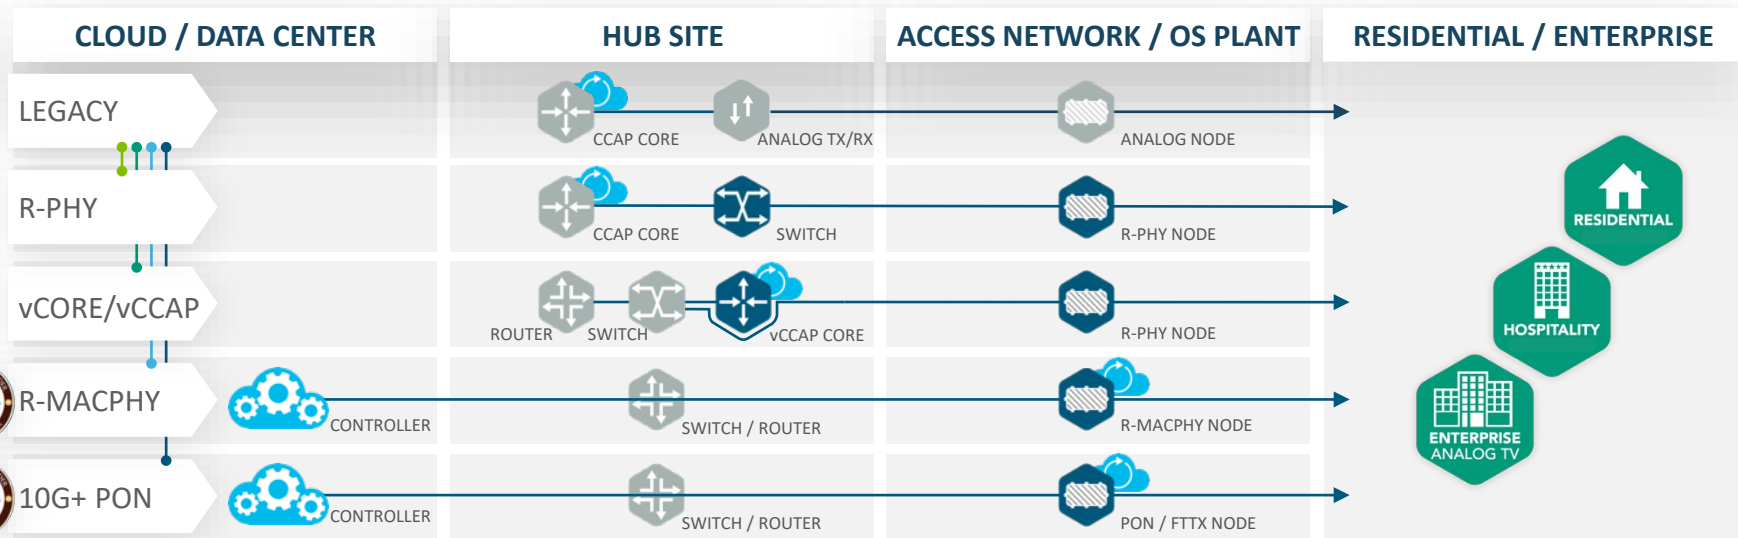 CLOUD / DATA CENTER
HUB SITE
ACCESS NETWORK / OS PLANT
RESIDENTIAL / ENTERPRISE
LEGACY
CCAP CORE
ANALOG TX/RX
ANALOG NODE
R-PHY
CCAP CORE
SWITCH
R-PHY NODE
vCORE/vCCAP
ROUTER
SWITCH
vCCAP CORE
R-PHY NODE
R-MACPHY
CONTROLLER
SWITCH / ROUTER
R-MACPHY NODE
10G+ PON
CONTROLLER
SWITCH / ROUTER
PON / FTTX NODE
RESIDENTIAL
HOSPITALITY
ENTERPRISE
ANALOG TV